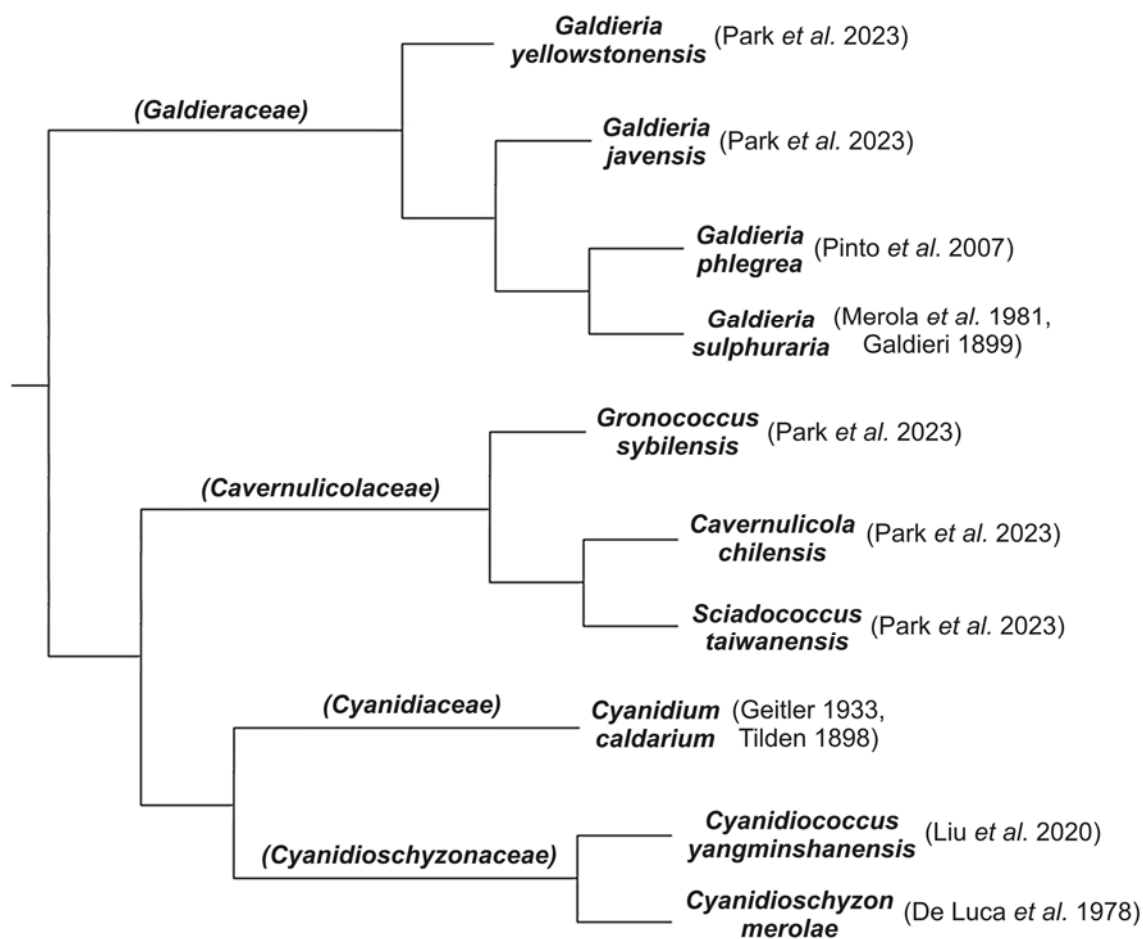 Galdieria
yellowstonensis (Park et al. 2023)
(Galdieraceae)
Galdieria
javensis (Park et al. 2023)
Galdieria
phlegrea (Pinto et al. 2007)
Galdieria (Merola et al. 1981,
sulphuraria Galdieri 1899)
Gronococcus
sybilensis (Park et al. 2023)
(Cavernulicolaceae)
Cavernulicola
chilensis (Park et al. 2023)
Sciadococcus
taiwanensis (Park et al. 2023)
(Cyanidiaceae)
Cyanidium (Geitler 1933,
caldarium Tilden 1898)
Cyanidiococcus
yangminshanensis (Liu et al. 2020)
(Cyanidioschyzonaceae)
Cyanidioschyzon
merolae (De Luca et al. 1978)